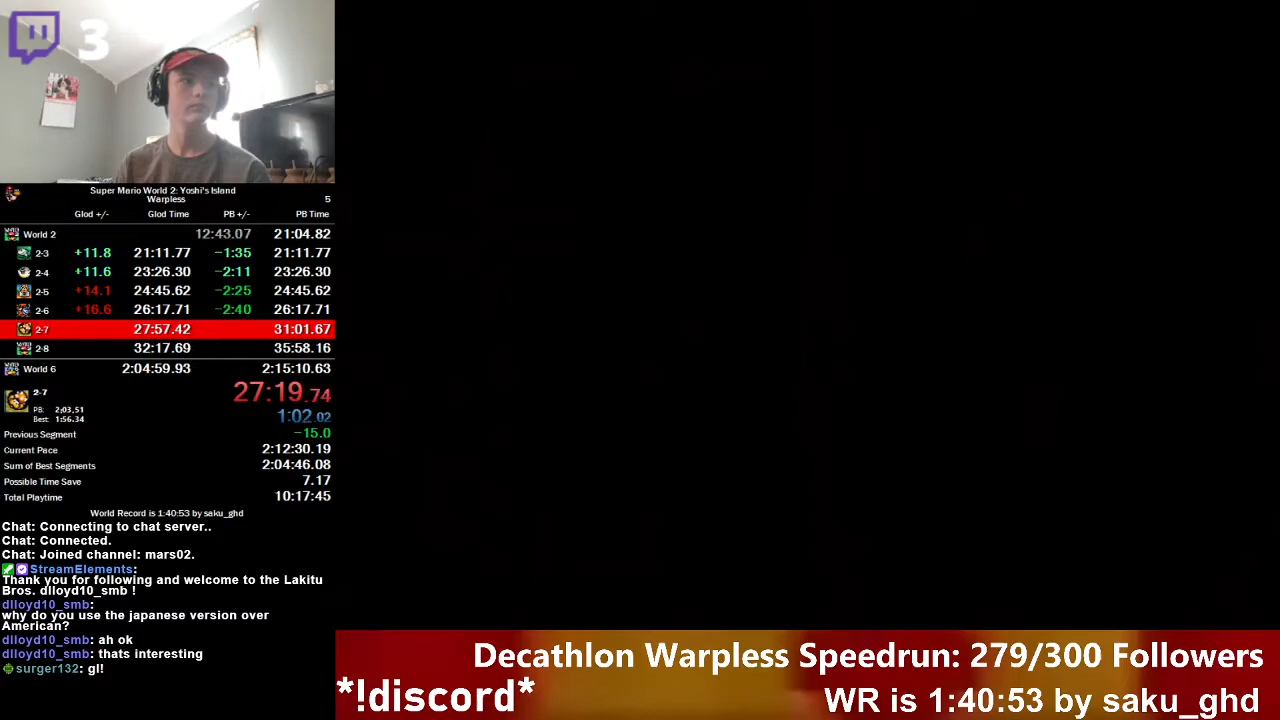 3
Super Mario World 2: Yoshi's Island
Warpless 5
Glod +/- Glod Time PB +/- PB Time
World 2 12:43.07 21:04.82
2-3 +11.8 21:11.77 −1:35 21:11.77
2-4 +11.6 23:26.30 −2:11 23:26.30
2-5 +14.1 24:45.62 −2:25 24:45.62
2-6 +16.6 26:17.71 −2:40 26:17.71
2-7 27:57.42 31:01.67
2-8 32:17.69 35:58.16
World 6 2:04:59.93 2:15:10.63
2-7 27:19.74
PB: 2:03.51 1:02.02
Best: 1:56.34
Previous Segment −15.0
Current Pace 2:12:30.19
Sum of Best Segments 2:04:46.08
Possible Time Save 7.17
Total Playtime 10:17:45
World Record is 1:40:53 by saku_ghd
Chat: Connecting to chat server..
Chat: Connected.
Chat: Joined channel: mars02.
StreamElements:
Thank you for following and welcome to the Lakitu
Bros. dlloyd10_smb !
dlloyd10_smb:
why do you use the japanese version over
American?
dlloyd10_smb: ah ok
dlloyd10_smb: thats interesting
surger132: gl!
Decathlon Warpless Speedrun: 279/300 Followers
*!discord* WR is 1:40:53 by saku_ghd